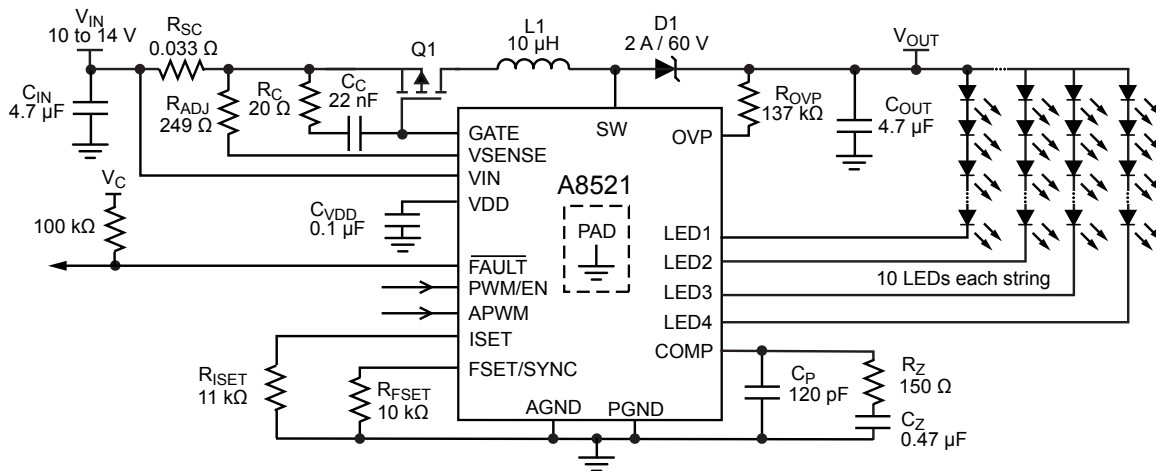 VIN
10 to 14 V
RSC
0.033 Ω
Q1
L1
10 µH
D1
2 A / 60 V
VOUT
CIN
4.7 µF
RADJ
249 Ω
RC
20 Ω
CC
22 nF
ROVP
137 kΩ
COUT
4.7 µF
GATE
VSENSE
VIN
VDD
SW
OVP
A8521
PAD
VC
100 kΩ
CVDD
0.1 µF
FAULT
PWM/EN
APWM
ISET
FSET/SYNC
LED1
LED2
LED3
LED4
COMP
10 LEDs each string
RISET
11 kΩ
RFSET
10 kΩ
AGND
PGND
CP
120 pF
RZ
150 Ω
CZ
0.47 µF